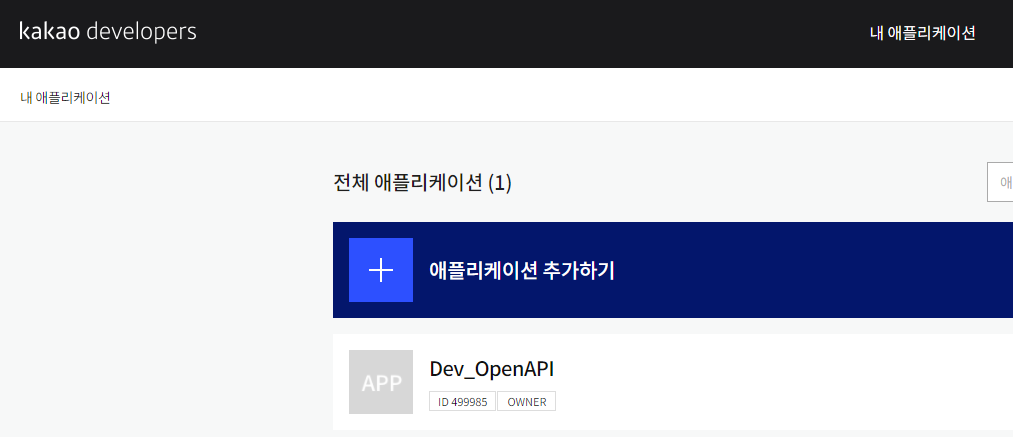 kakao developers
내 애플리케이션
내 애플리케이션
전체 애플리케이션 (1)
애
애플리케이션 추가하기
APP
Dev_OpenAPI
ID 499985
OWNER